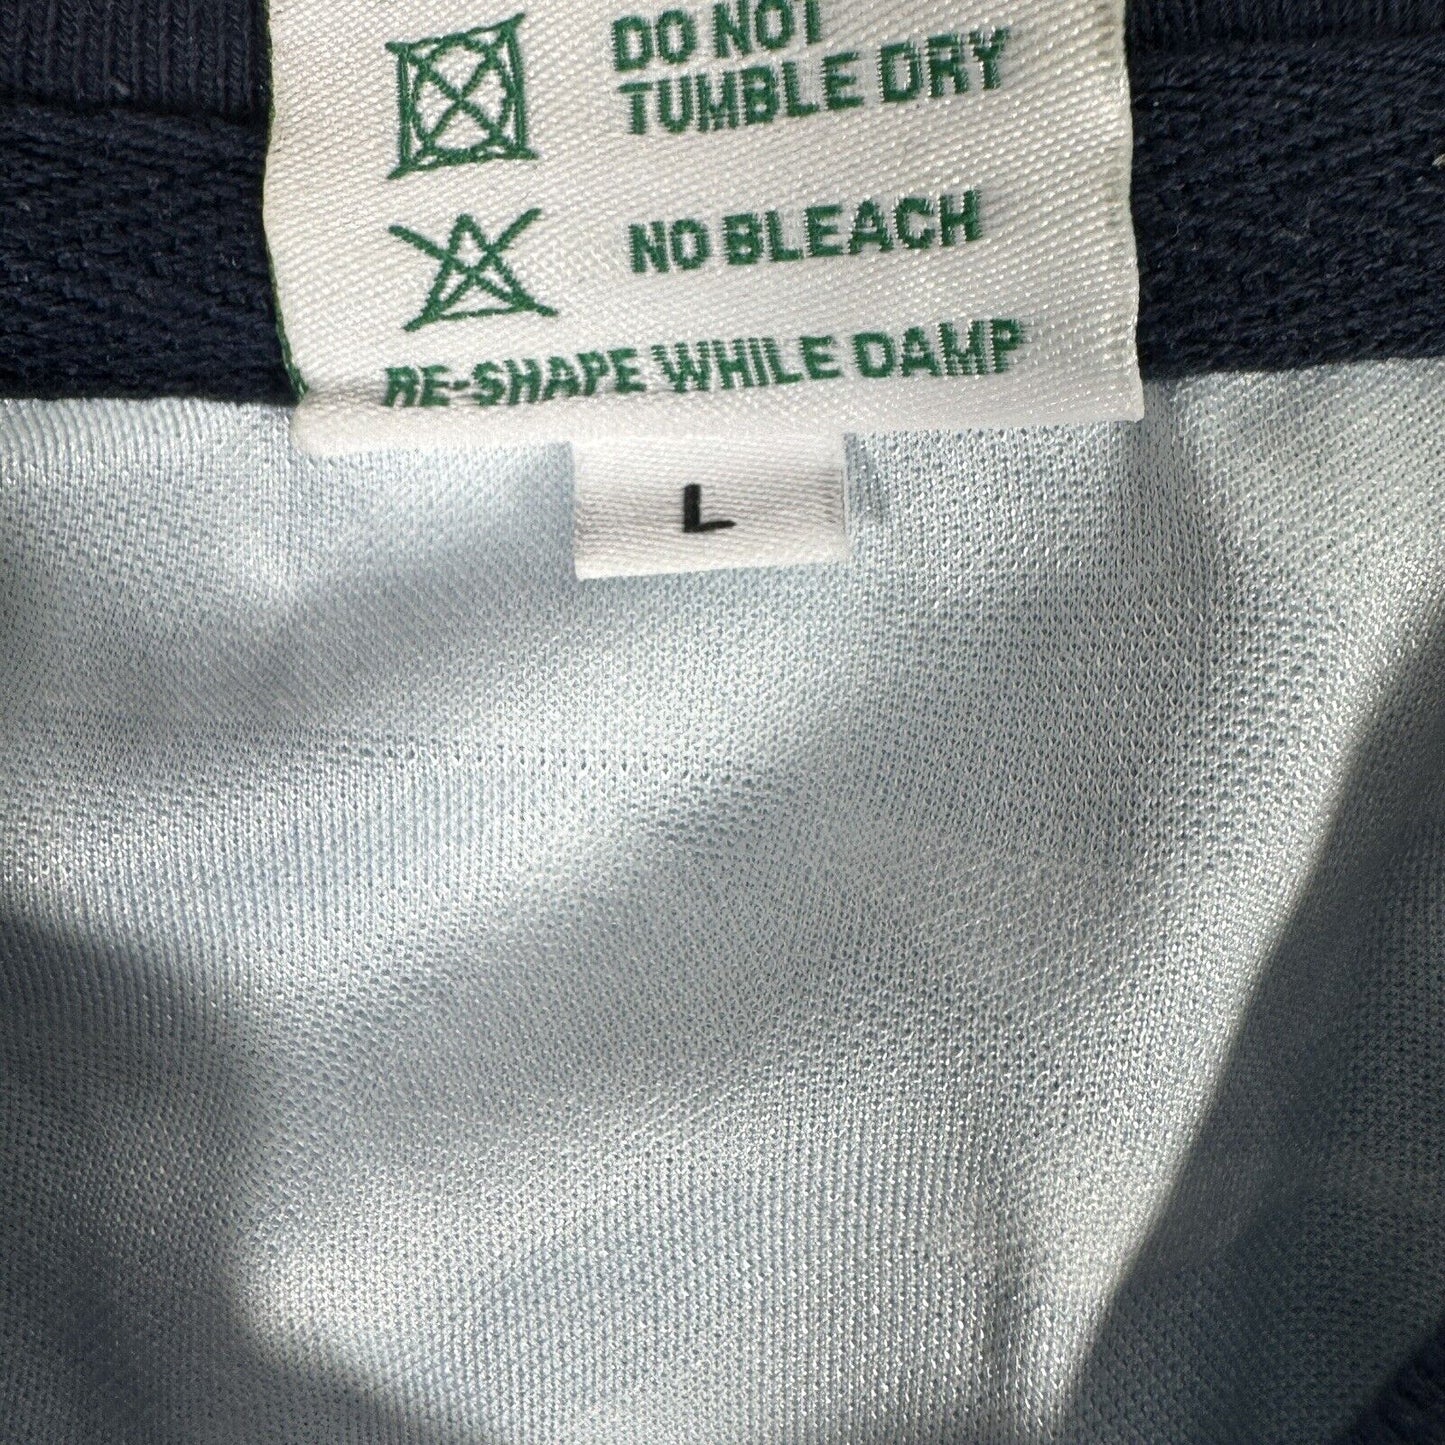 DO NOT
TUMBLE DRY
NO BLEACH
RE-SHAPE WHILE DAMP
L